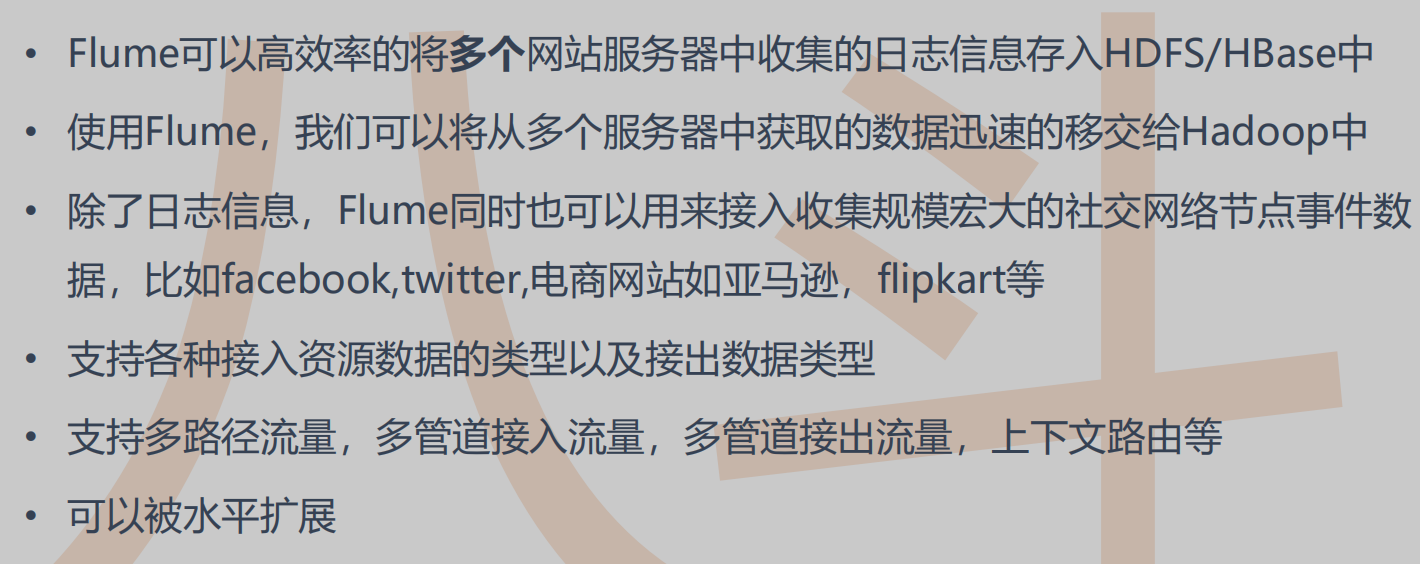 • Flume可以高效率的将多个网站服务器中收集的日志信息存入HDFS/HBase中
• 使用Flume，我们可以将从多个服务器中获取的数据迅速的移交给Hadoop中
• 除了日志信息，Flume同时也可以用来接入收集规模宏大的社交网络节点事件数
据，比如facebook,twitter,电商网站如亚马逊，flipkart等
• 支持各种接入资源数据的类型以及接出数据类型
• 支持多路径流量，多管道接入流量，多管道接出流量，上下文路由等
• 可以被水平扩展
八斗